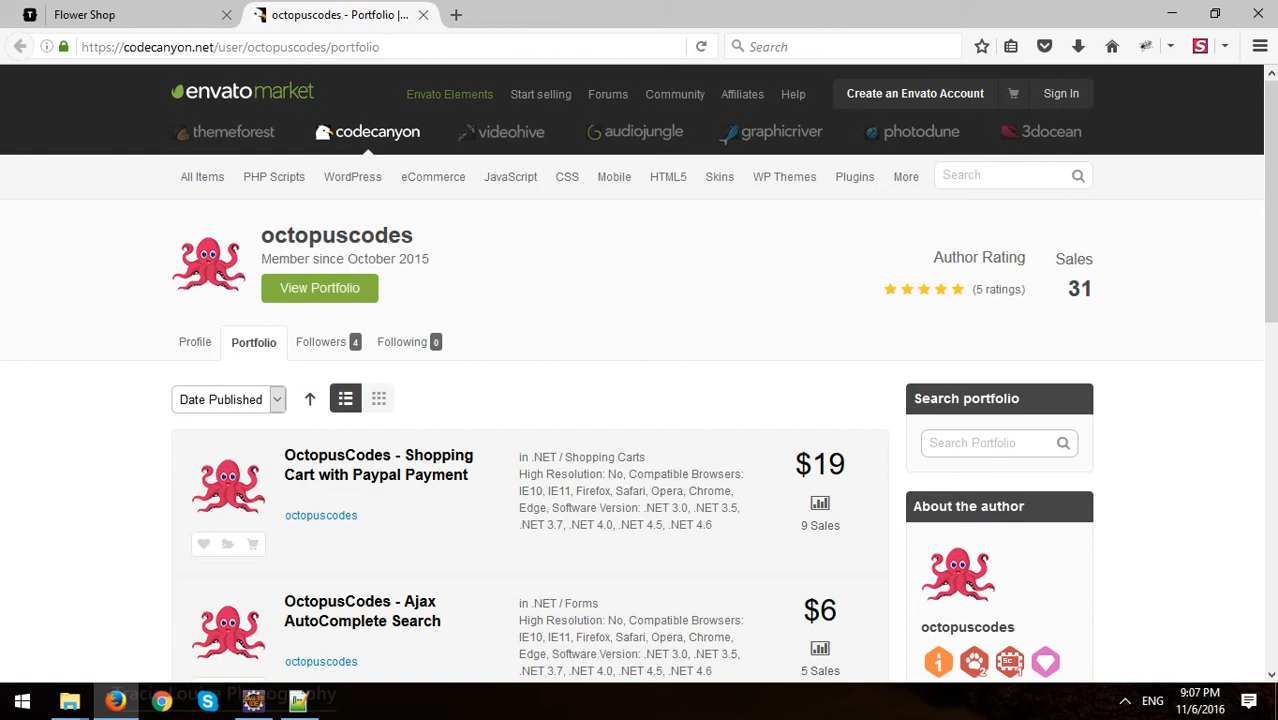 Flower Shop
octopuscodes - Portfolio |...
https://codecanyon.net/user/octopuscodes/portfolio
Search
envato market
Envato Elements
Start selling
Forums
Community
Affiliates
Help
Create an Envato Account
Sign In
themeforest
codecanyon
videohive
audiojungle
graphicriver
photodune
3docean
All Items
PHP Scripts
WordPress
eCommerce
JavaScript
CSS
Mobile
HTML5
Skins
WP Themes
Plugins
More
Search
octopuscodes
Member since October 2015
View Portfolio
Author Rating
(5 ratings)
Sales
31
Profile
Portfolio
Followers 4
Following 0
Date Published
OctopusCodes - Shopping
Cart with Paypal Payment
octopuscodes
in .NET / Shopping Carts
High Resolution: No, Compatible Browsers:
IE10, IE11, Firefox, Safari, Opera, Chrome,
Edge, Software Version: .NET 3.0, .NET 3.5,
.NET 3.7, .NET 4.0, .NET 4.5, .NET 4.6
$19
9 Sales
OctopusCodes - Ajax
AutoComplete Search
octopuscodes
in .NET / Forms
High Resolution: No, Compatible Browsers:
IE10, IE11, Firefox, Safari, Opera, Chrome,
Edge, Software Version: .NET 3.0, .NET 3.5,
.NET 3.7, .NET 4.0, .NET 4.5, .NET 4.6
$6
5 Sales
Search portfolio
Search Portfolio
About the author
octopuscodes
ENG
9:07 PM
11/6/2016